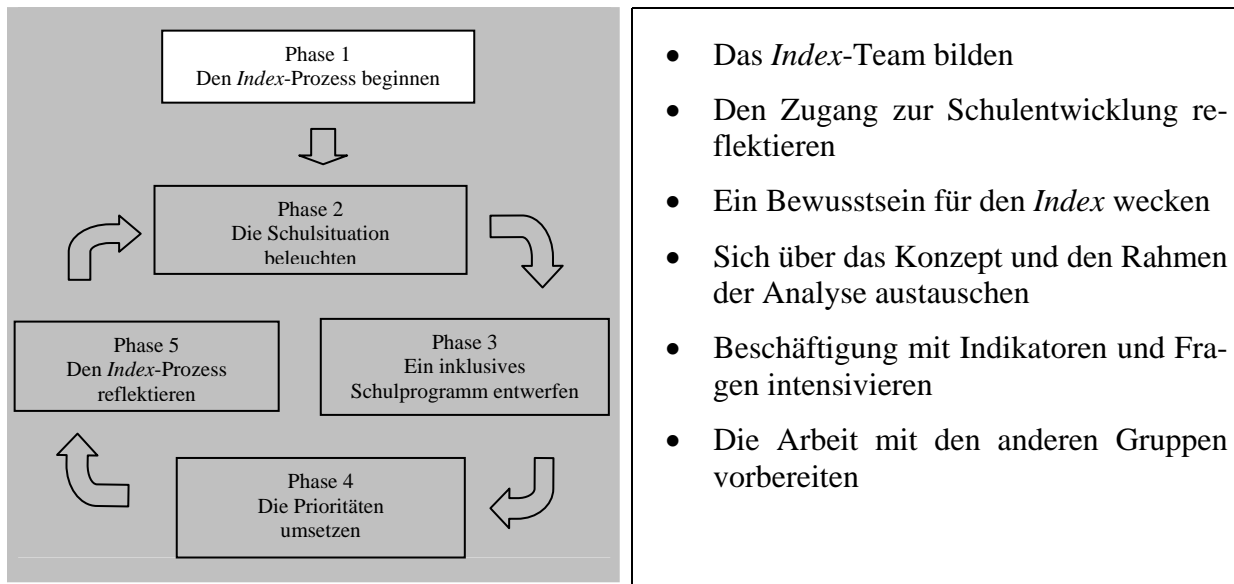 Phase 1
Den Index-Prozess beginnen
Phase 2
Die Schulsituation
beleuchten
Phase 5
Den Index-Prozess
reflektieren
Phase 3
Ein inklusives
Schulprogramm entwerfen
Phase 4
Die Prioritäten
umsetzen
• Das Index-Team bilden
• Den Zugang zur Schulentwicklung re-
flektieren
• Ein Bewusstsein für den Index wecken
• Sich über das Konzept und den Rahmen
der Analyse austauschen
• Beschäftigung mit Indikatoren und Fra-
gen intensivieren
• Die Arbeit mit den anderen Gruppen
vorbereiten